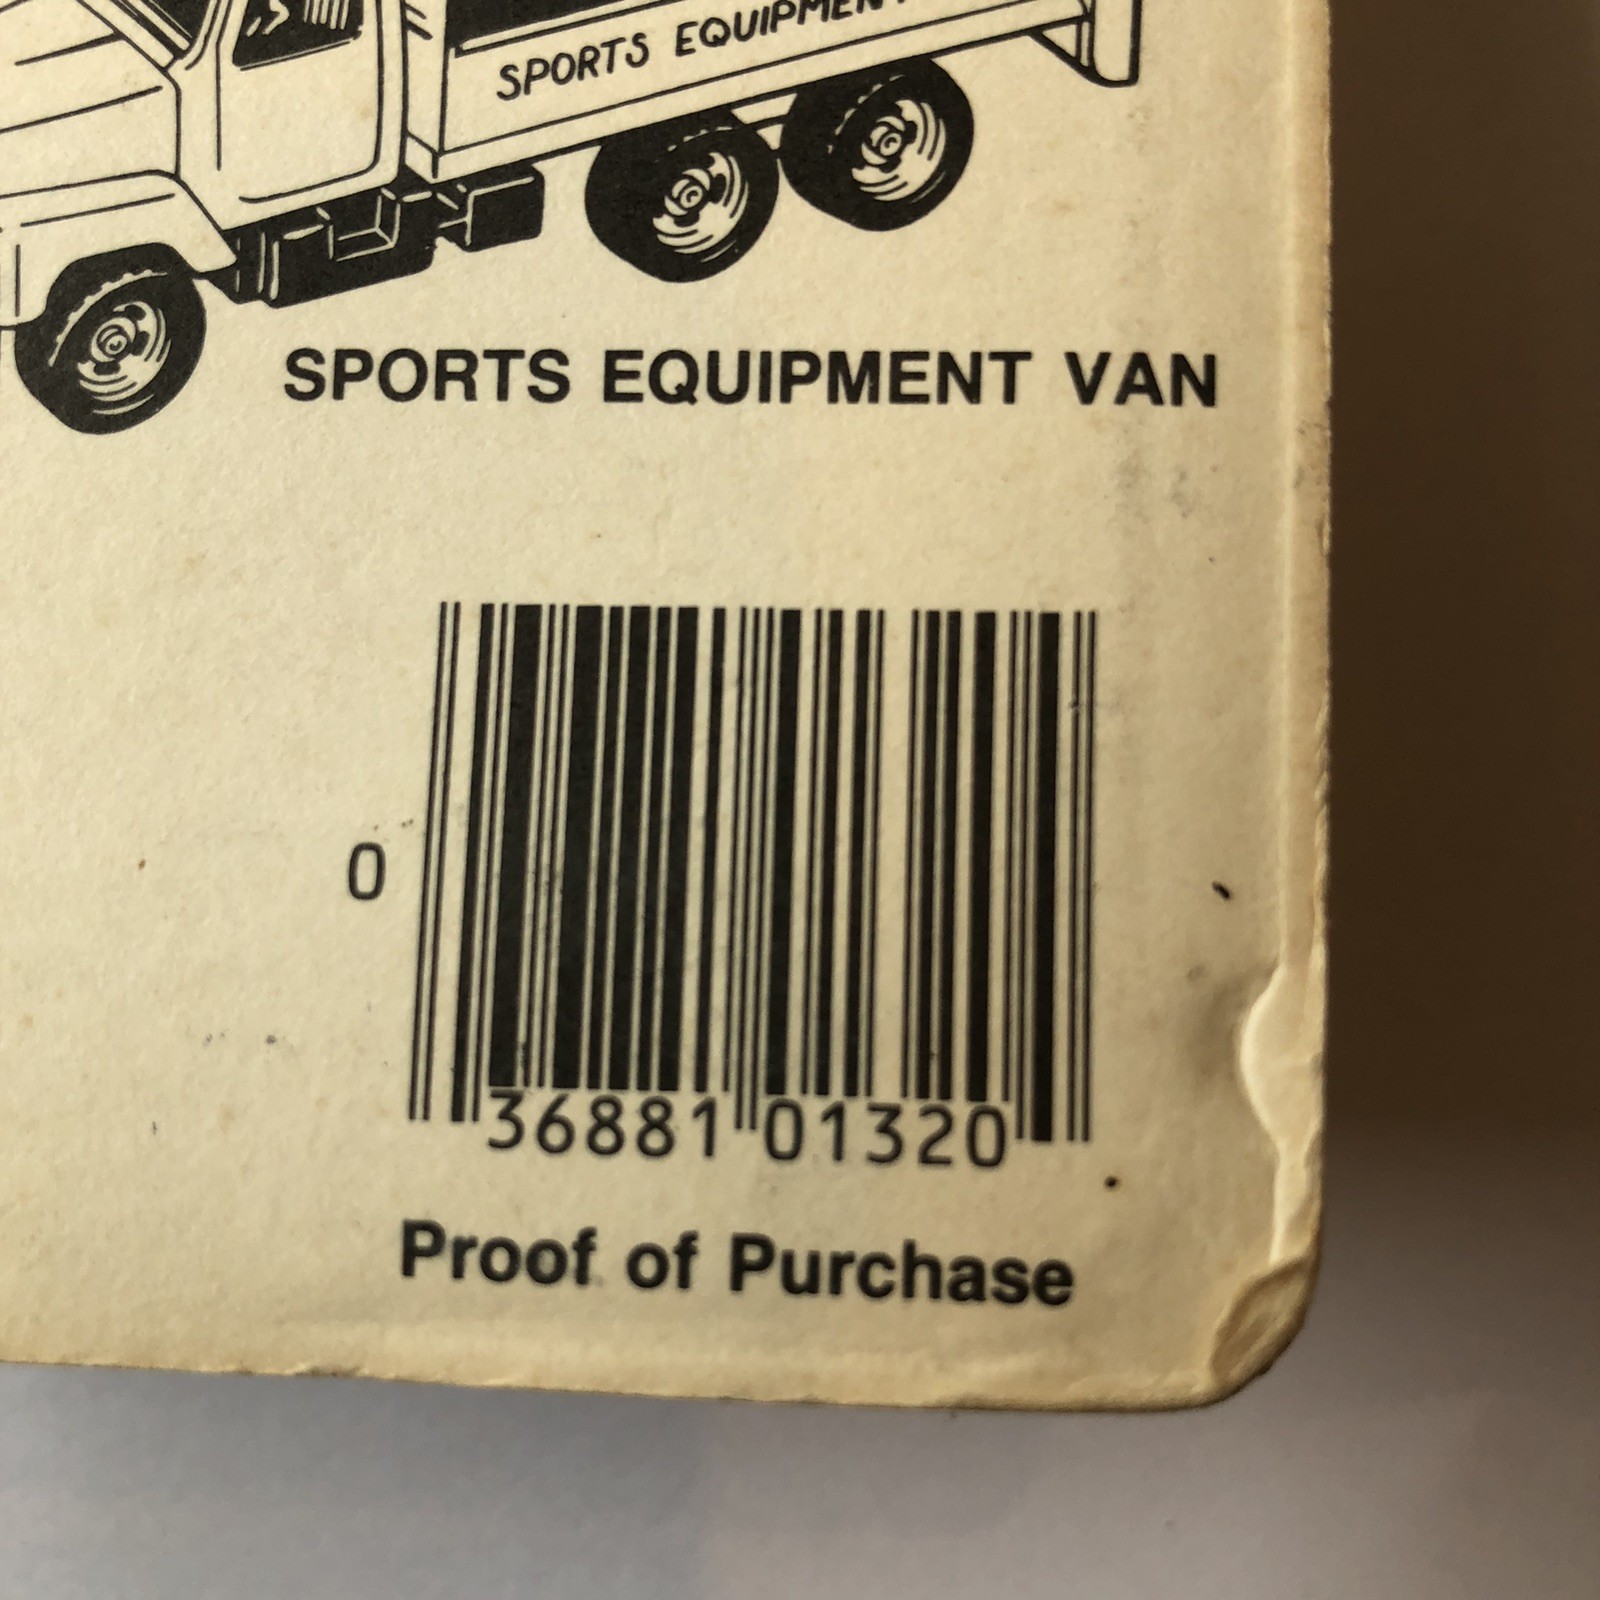 SPORTS EQUIPMENT
SPORTS EQUIPMENT VAN
0
36881 01320
Proof of Purchase